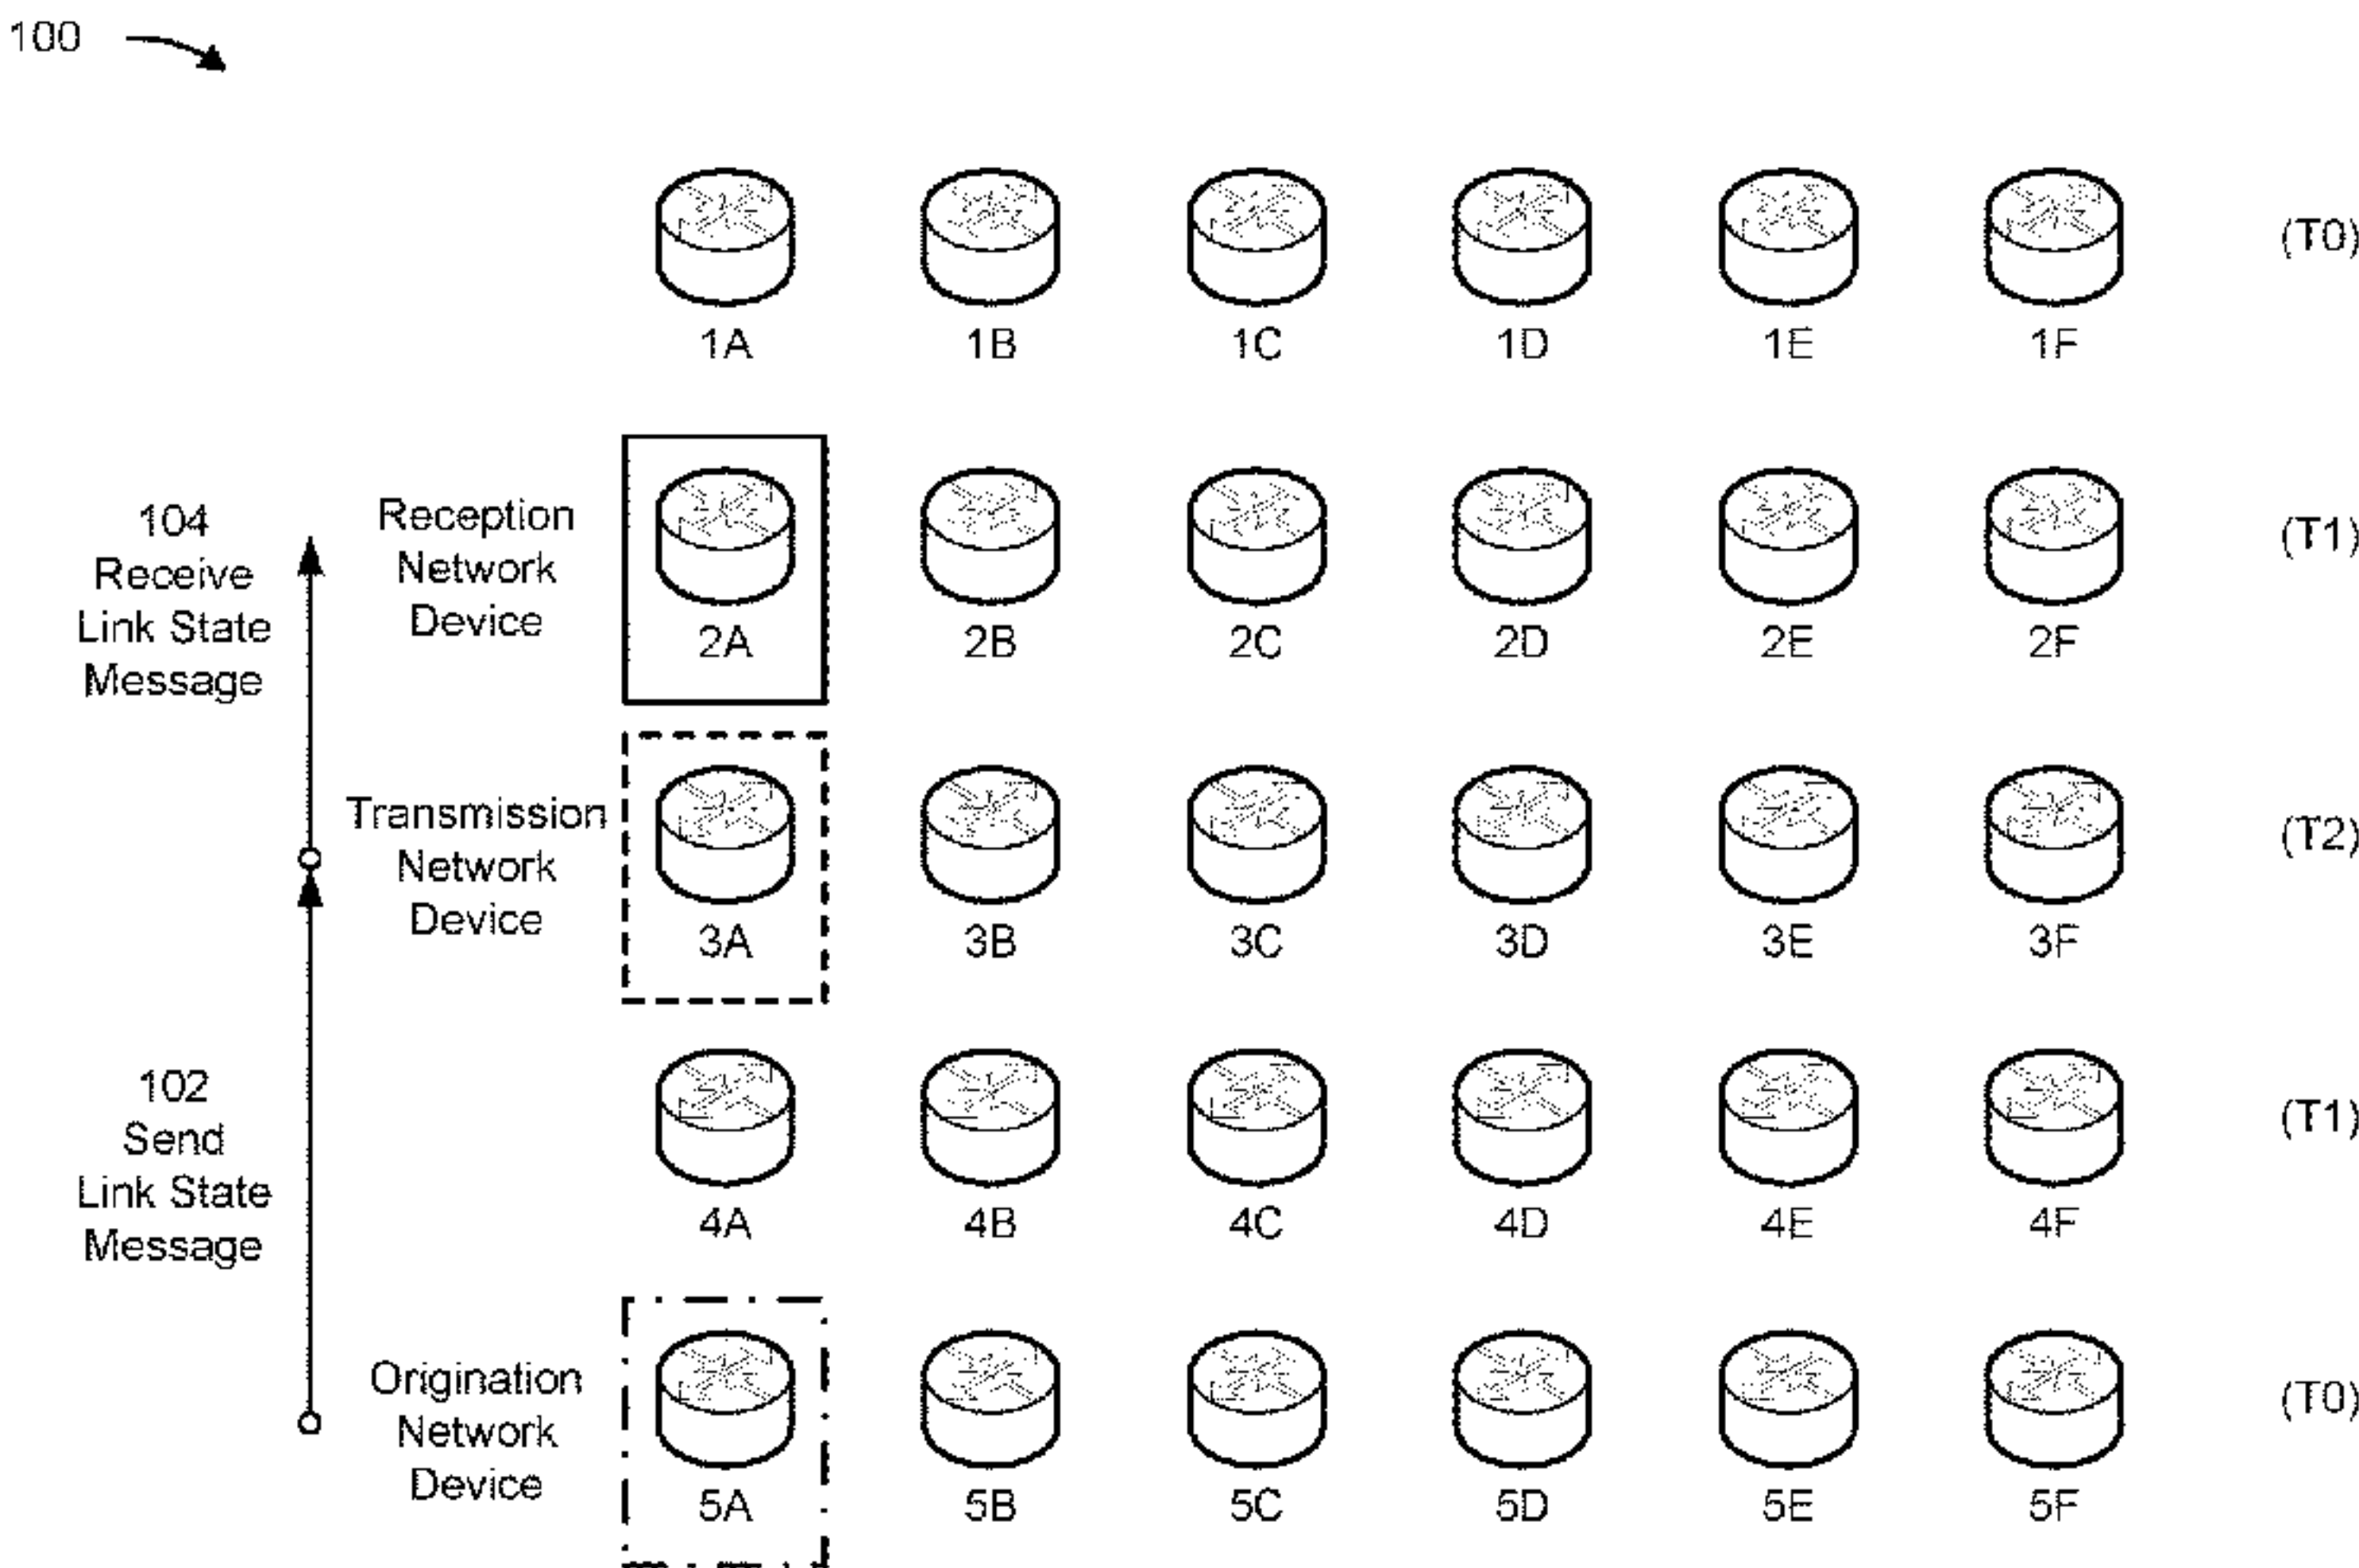 100
1A 1B 1C 1D 1E 1F (T0)
104
Receive
Link State
Message
Reception
Network
Device
2A 2B 2C 2D 2E 2F (T1)
Transmission
Network
Device
3A 3B 3C 3D 3E 3F (T2)
102
Send
Link State
Message
4A 4B 4C 4D 4E 4F (T1)
Origination
Network
Device
5A 5B 5C 5D 5E 5F (T0)